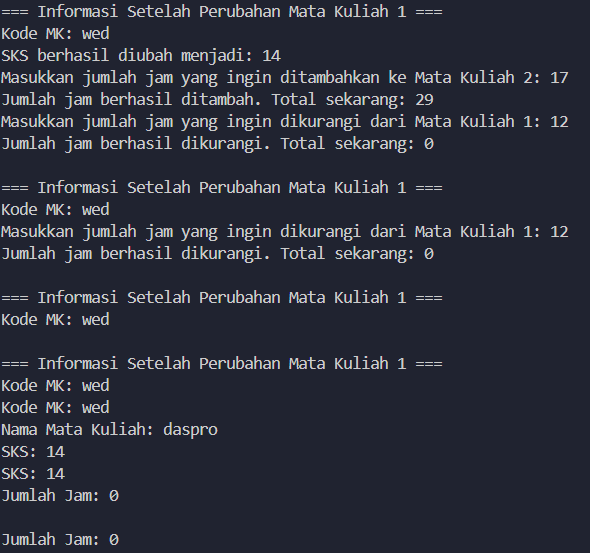 === Informasi Setelah Perubahan Mata Kuliah 1 ===
Kode MK: wed
SKS berhasil diubah menjadi: 14
Masukkan jumlah jam yang ingin ditambahkan ke Mata Kuliah 2: 17
Jumlah jam berhasil ditambah. Total sekarang: 29
Masukkan jumlah jam yang ingin dikurangi dari Mata Kuliah 1: 12
Jumlah jam berhasil dikurangi. Total sekarang: 0

=== Informasi Setelah Perubahan Mata Kuliah 1 ===
Kode MK: wed
Masukkan jumlah jam yang ingin dikurangi dari Mata Kuliah 1: 12
Jumlah jam berhasil dikurangi. Total sekarang: 0

=== Informasi Setelah Perubahan Mata Kuliah 1 ===
Kode MK: wed

=== Informasi Setelah Perubahan Mata Kuliah 1 ===
Kode MK: wed
Kode MK: wed
Nama Mata Kuliah: daspro
SKS: 14
SKS: 14
Jumlah Jam: 0

Jumlah Jam: 0